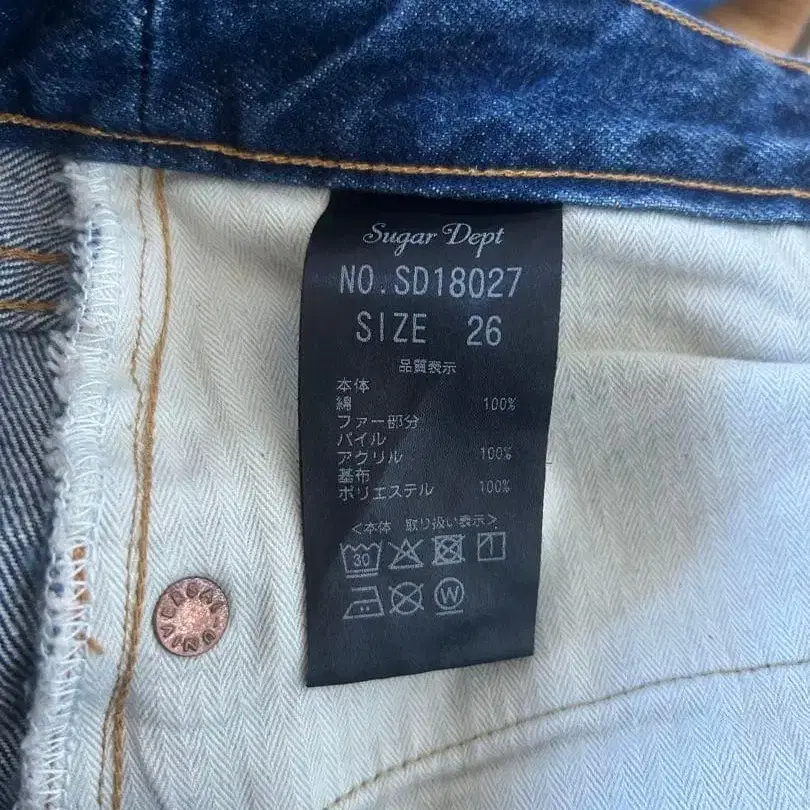 Sugar Dept
NO.SD18027
SIZE 26
品質表示
本体
綿 100%
ファー部分
パイル
アクリル 100%
基布
ポリエステル 100%
<本体 取り扱い表示>
30
W
UNIVERSAL